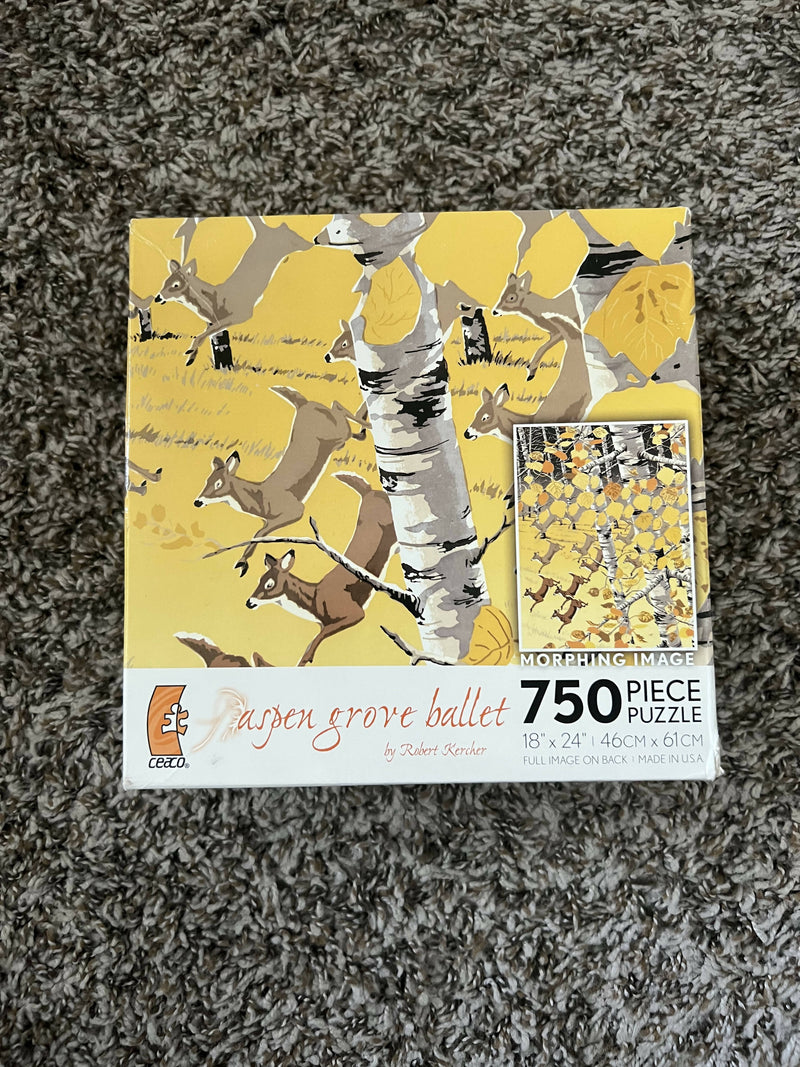 MORPHING IMAGE
ceaco®
aspen grove ballet
by Robert Kercher
750 PIECE
PUZZLE
18" x 24" | 46CM x 61CM
FULL IMAGE ON BACK | MADE IN U.S.A